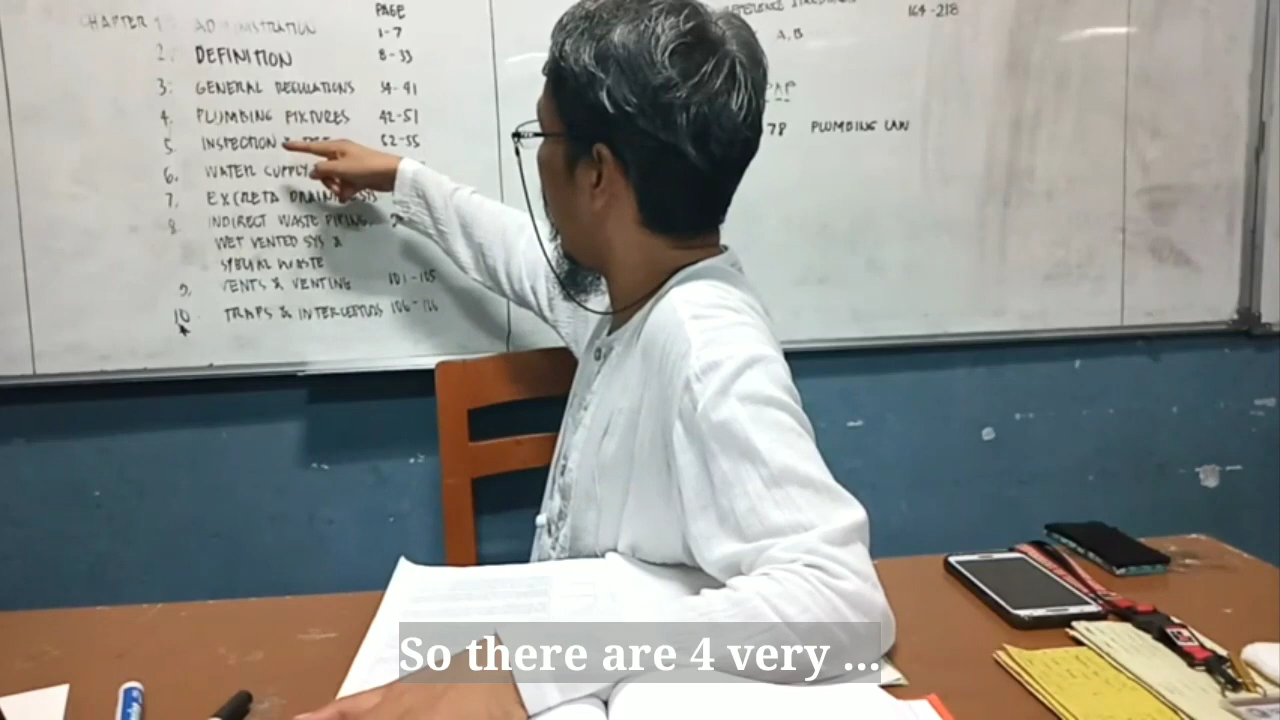 PAGE
CHAPTER 1. ADMINISTRATION 1-7
2. DEFINITION 8-33
3. GENERAL REGULATIONS 34-41
4. PLUMBING FIXTURES 42-51
5. INSPECTION & 52-55
6. WATER SUPPLY
7. EXCRETA DRAINAGE SYS
8. INDIRECT WASTE PIPING,
WET VENTED SYS &
SPECIAL WASTE
9. VENTS & VENTING 101-105
10 TRAPS & INTERCEPTORS 106-116
164-218
A, B
78 PLUMBING LAW
So there are 4 very ...